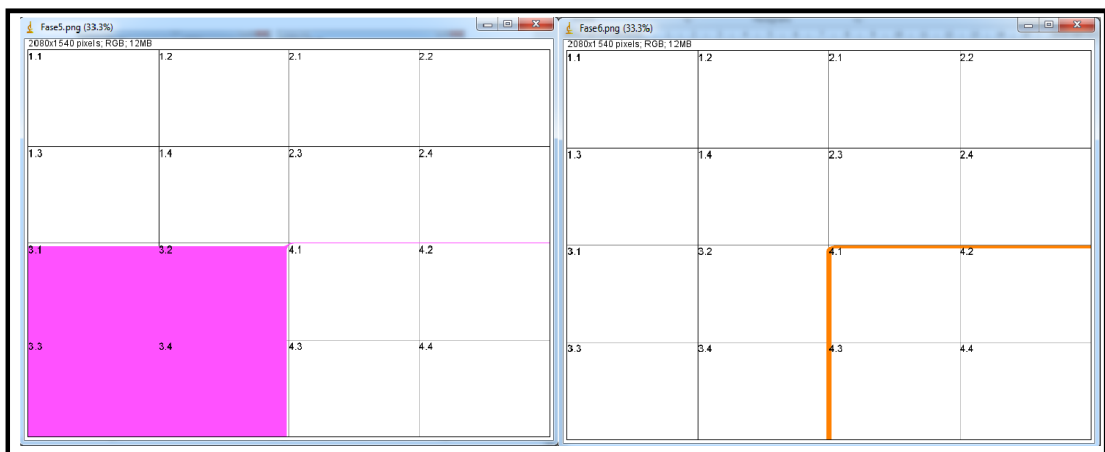 Fase5.png (33.3%)
2080x1540 pixels; RGB; 12MB
1.1 1.2 2.1 2.2
1.3 1.4 2.3 2.4
3.1 3.2 4.1 4.2
3.3 3.4 4.3 4.4
Fase6.png (33.3%)
2080x1540 pixels; RGB; 12MB
1.1 1.2 2.1 2.2
1.3 1.4 2.3 2.4
3.1 3.2 4.1 4.2
3.3 3.4 4.3 4.4